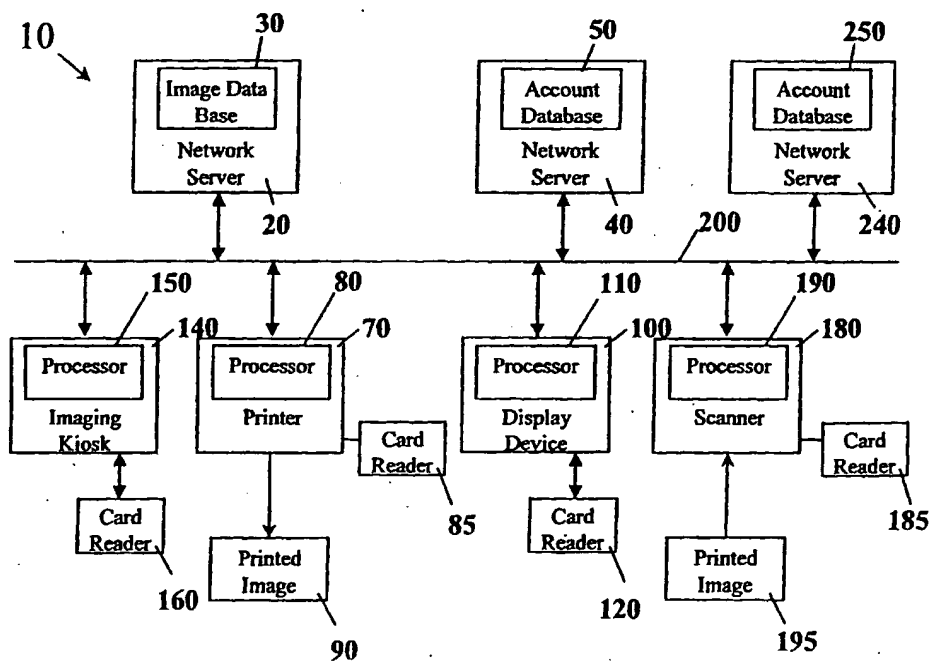 10
30
50
250
Image Data
Base
Account
Database
Account
Database
Network
Server
Network
Server
Network
Server
20
40
240
200
150
80
110
190
140
70
100
180
Processor
Processor
Processor
Processor
Imaging
Kiosk
Printer
Display
Device
Scanner
Card
Reader
Card
Reader
85
185
Card
Reader
Card
Reader
160
120
Printed
Image
Printed
Image
90
195